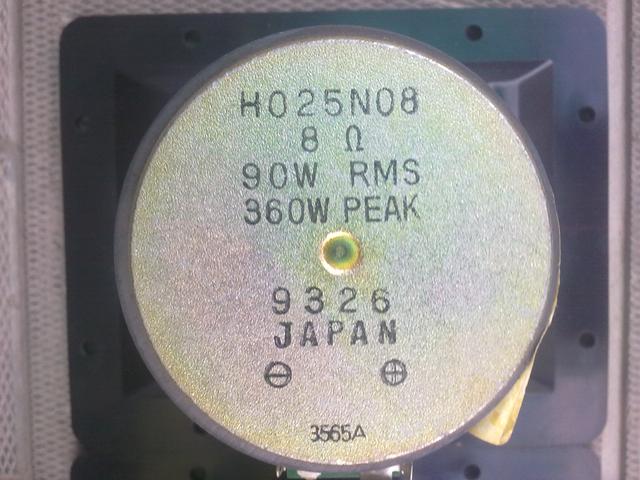 H025N08
8 Ω
90W RMS
360W PEAK
9326
JAPAN
⊖ ⊕
3565A